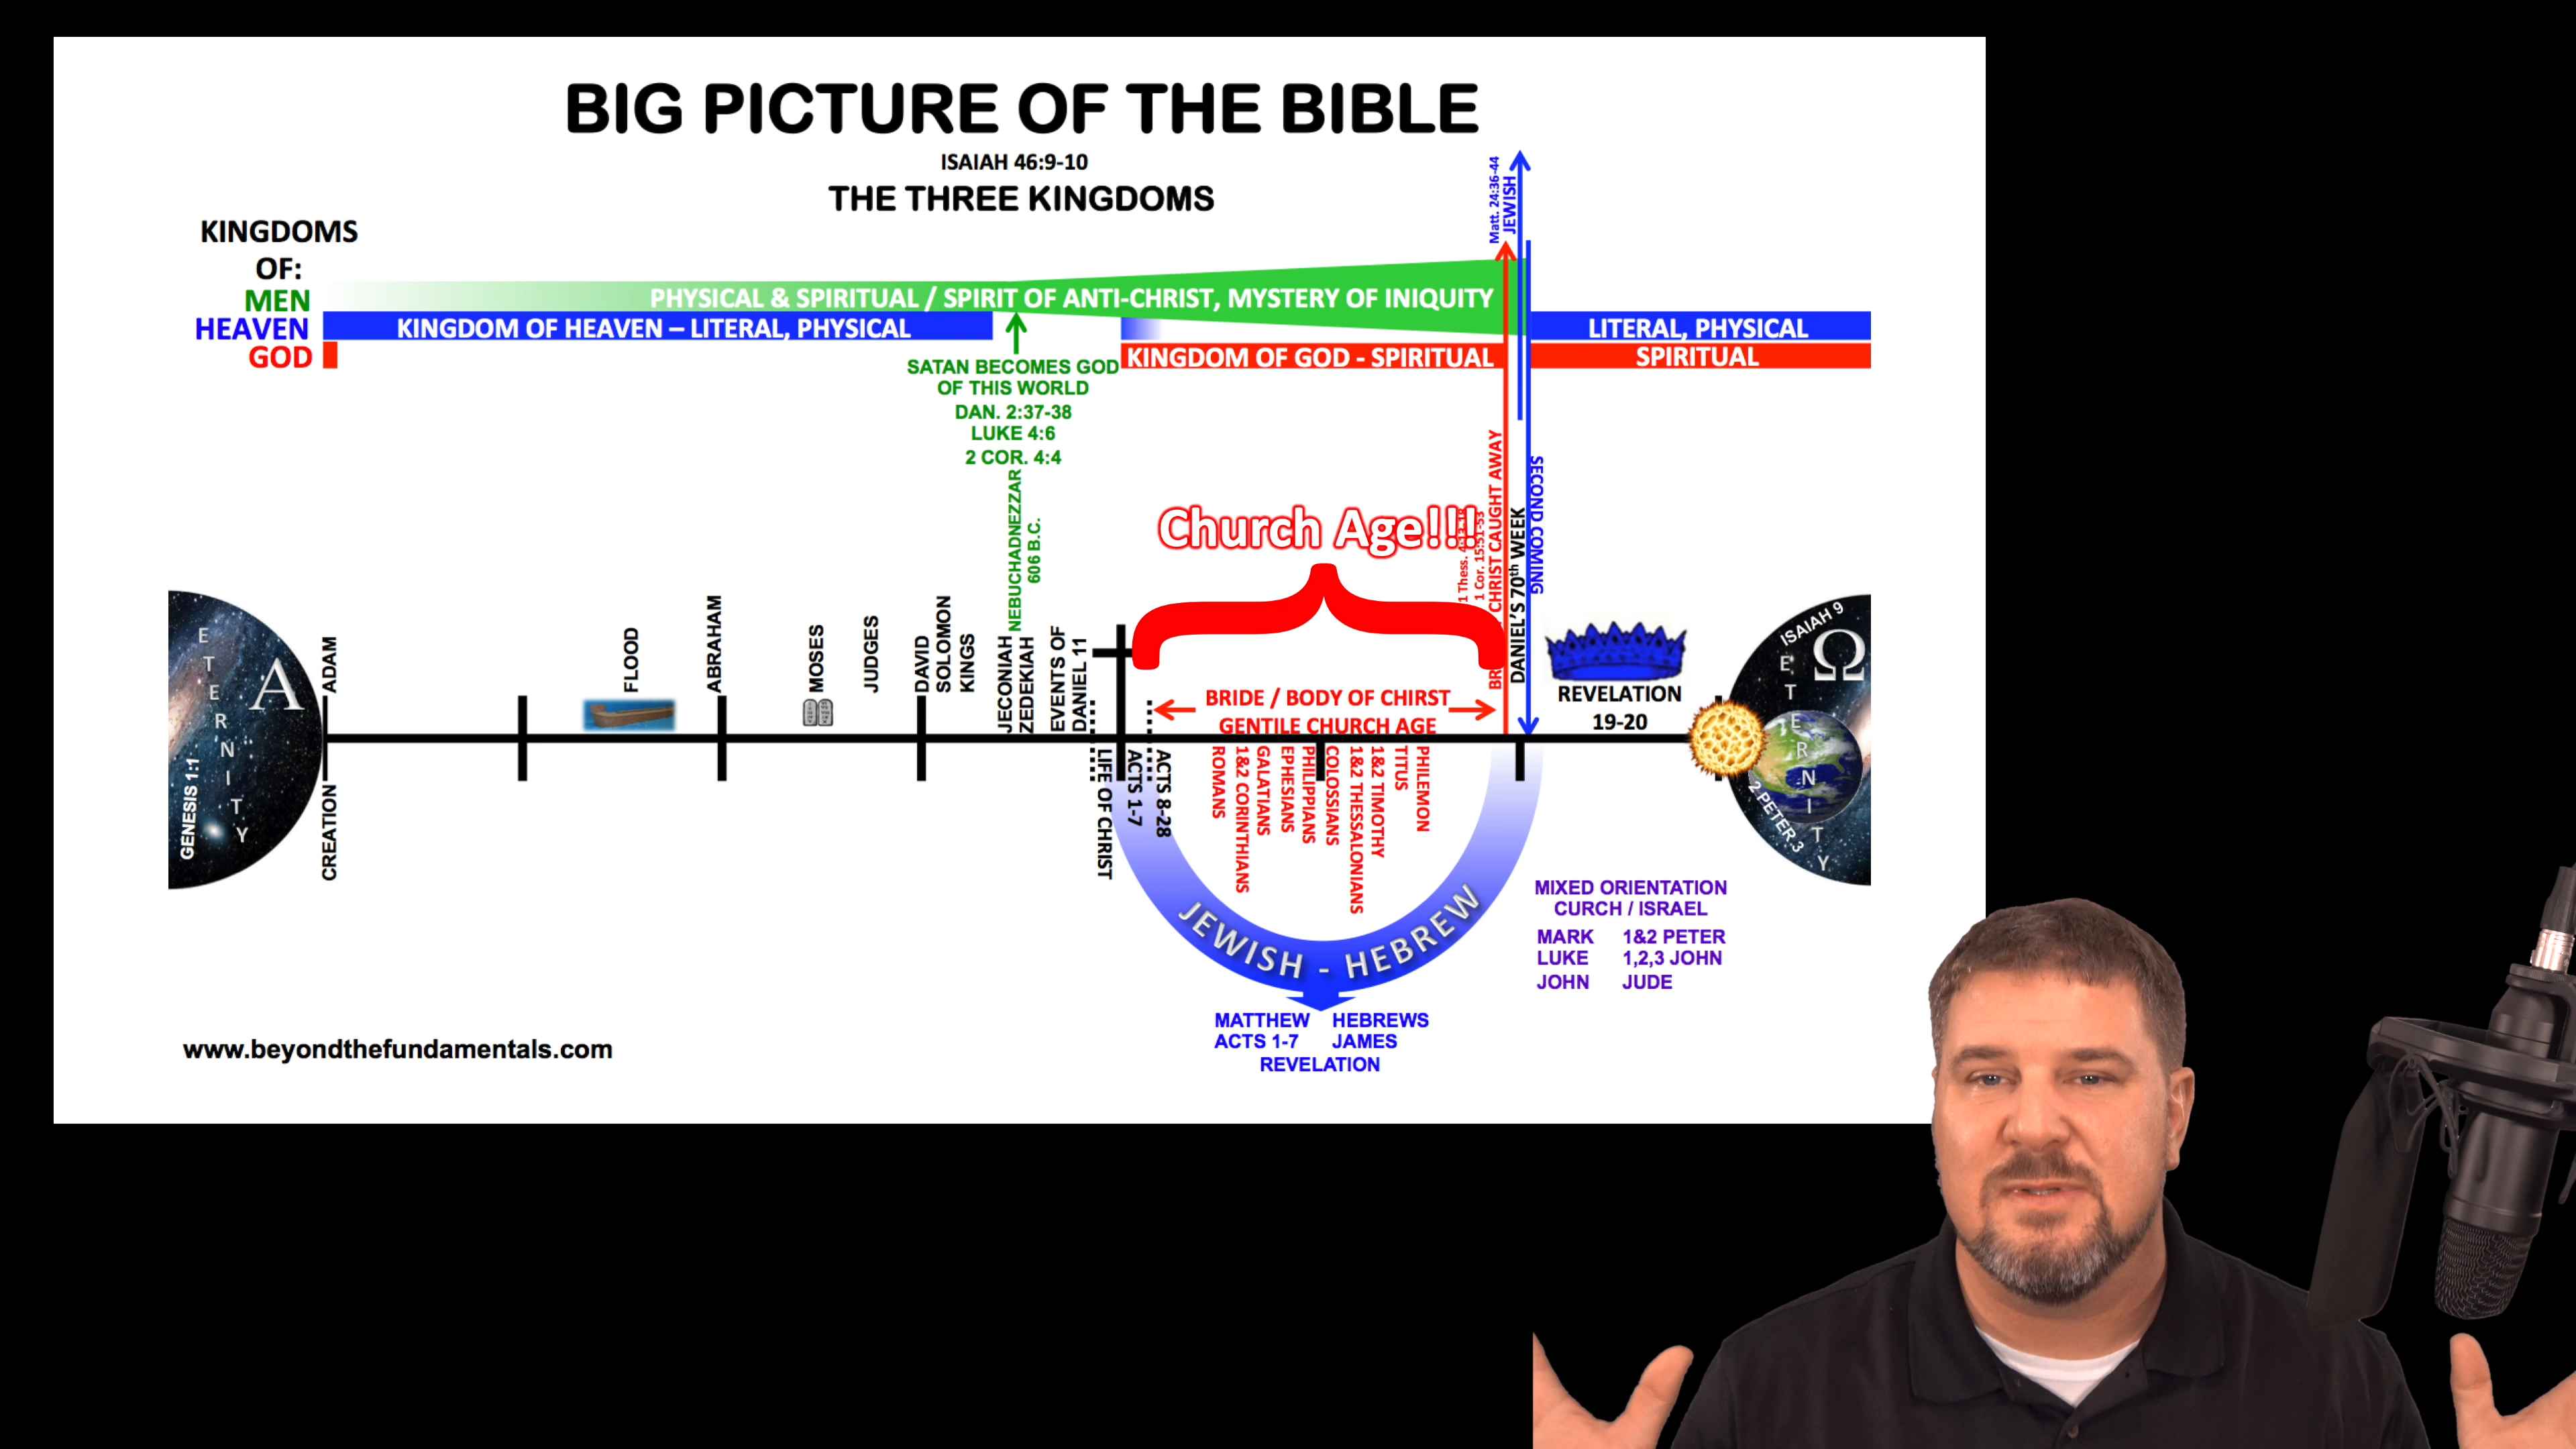 BIG PICTURE OF THE BIBLE
ISAIAH 46:9-10
THE THREE KINGDOMS
KINGDOMS
OF:
MEN
HEAVEN
GOD
PHYSICAL & SPIRITUAL / SPIRIT OF ANTI-CHRIST, MYSTERY OF INIQUITY
KINGDOM OF HEAVEN – LITERAL, PHYSICAL
KINGDOM OF GOD - SPIRITUAL
LITERAL, PHYSICAL
SPIRITUAL
Matt. 24:36-44
JEWISH
SATAN BECOMES GOD
OF THIS WORLD
DAN. 2:37-38
LUKE 4:6
2 COR. 4:4
NEBUCHADNEZZAR
606 B.C.
Church Age!!!
1 Thess.
1 Cor. 15:51-53
CHRIST CAUGHT AWAY
DANIEL'S 70th WEEK
SECOND COMING
ETERNITY
A
GENESIS 1:1
ADAM
CREATION
FLOOD
ABRAHAM
MOSES
JUDGES
DAVID
SOLOMON
KINGS
JECONIAH
ZEDEKIAH
EVENTS OF
DANIEL 11
LIFE OF CHRIST
ACTS 1-7
ACTS 8-28
BRIDE / BODY OF CHIRST
GENTILE CHURCH AGE
ROMANS
1&2 CORINTHIANS
GALATIANS
EPHESIANS
PHILIPPIANS
COLOSSIANS
1&2 THESSALONIANS
1&2 TIMOTHY
TITUS
PHILEMON
REVELATION
19-20
ISAIAH 9
Ω
ETERNITY
2 PETER 3
JEWISH - HEBREW
MATTHEW HEBREWS
ACTS 1-7 JAMES
REVELATION
MIXED ORIENTATION
CURCH / ISRAEL
MARK 1&2 PETER
LUKE 1,2,3 JOHN
JOHN JUDE
www.beyondthefundamentals.com